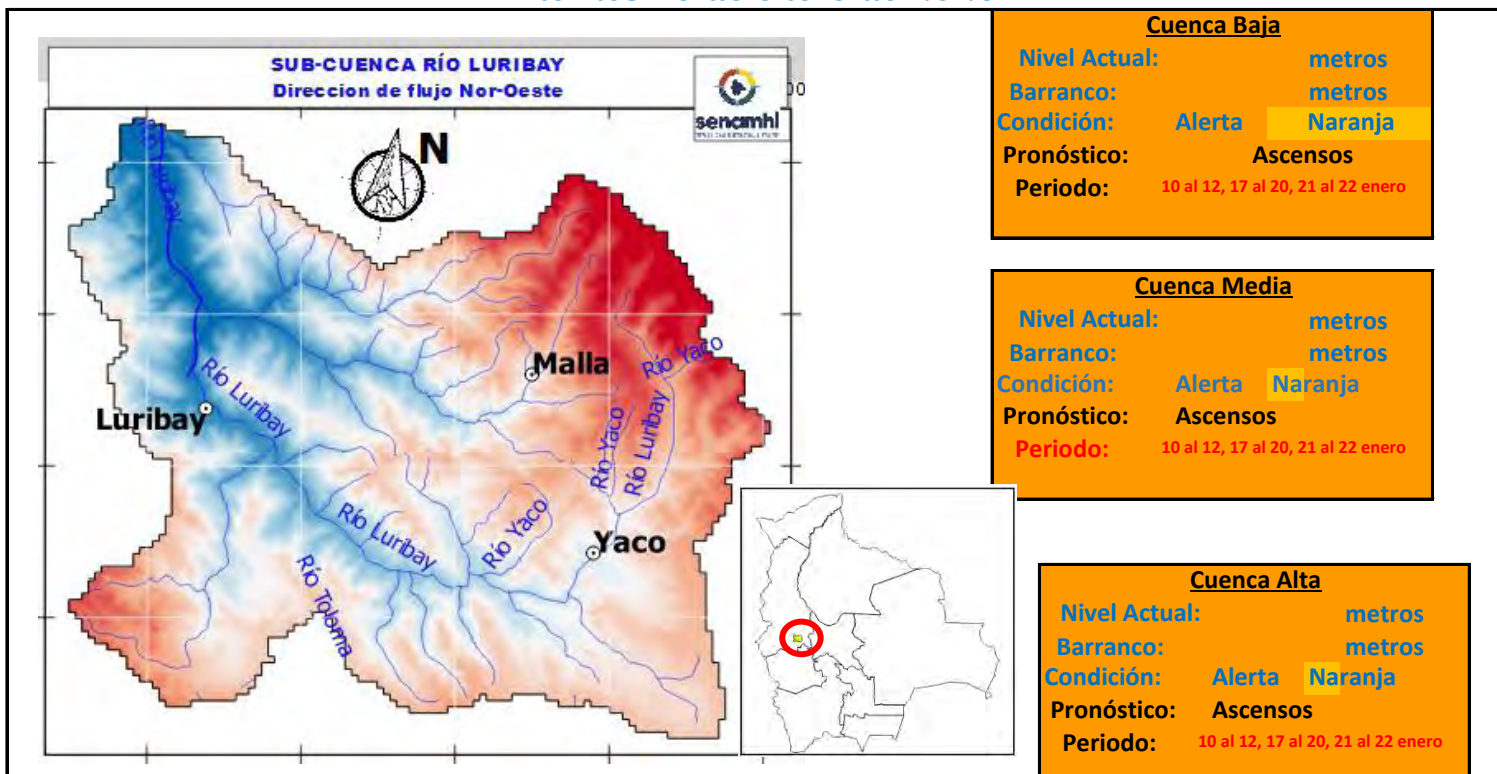 SUB-CUENCA RÍO LURIBAY
Direccion de flujo Nor-Oeste
senamhi
00
N
Luribay
Malla
Río Yaco
Río Luribay
Luribay
Río Yaco
Río Luribay
Río Luribay
Río Yaco
Yaco
Río Tolama
Cuenca Baja
Nivel Actual: metros
Barranco: metros
Condición: Alerta Naranja
Pronóstico: Ascensos
Periodo: 10 al 12, 17 al 20, 21 al 22 enero
Cuenca Media
Nivel Actual: metros
Barranco: metros
Condición: Alerta Naranja
Pronóstico: Ascensos
Periodo: 10 al 12, 17 al 20, 21 al 22 enero
Cuenca Alta
Nivel Actual: metros
Barranco: metros
Condición: Alerta Naranja
Pronóstico: Ascensos
Periodo: 10 al 12, 17 al 20, 21 al 22 enero